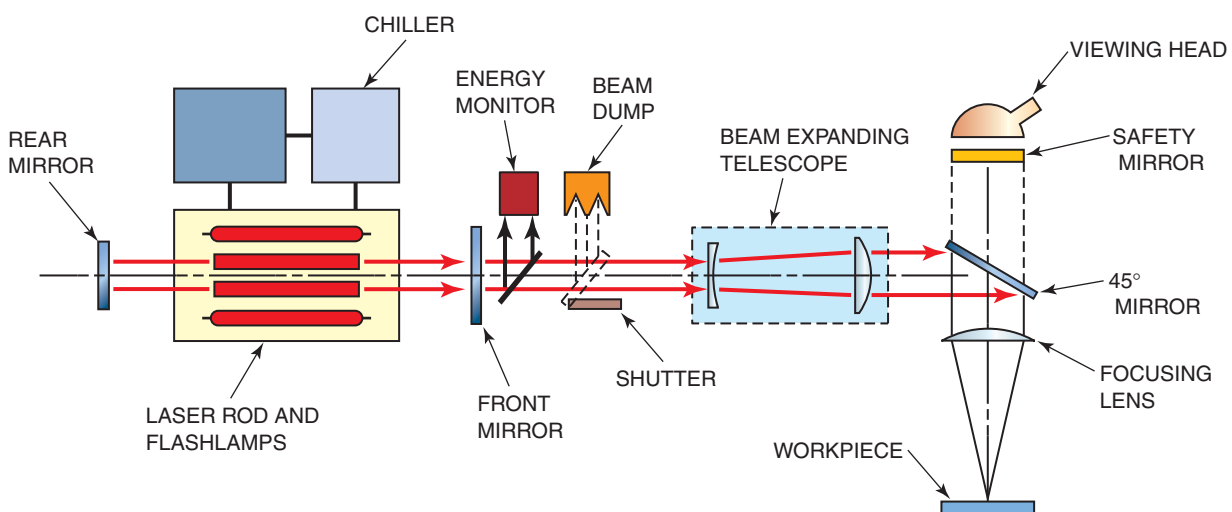 CHILLER
ENERGY
MONITOR
BEAM
DUMP
VIEWING HEAD
REAR
MIRROR
BEAM EXPANDING
TELESCOPE
SAFETY
MIRROR
45°
MIRROR
SHUTTER
FOCUSING
LENS
LASER ROD AND
FLASHLAMPS
FRONT
MIRROR
WORKPIECE